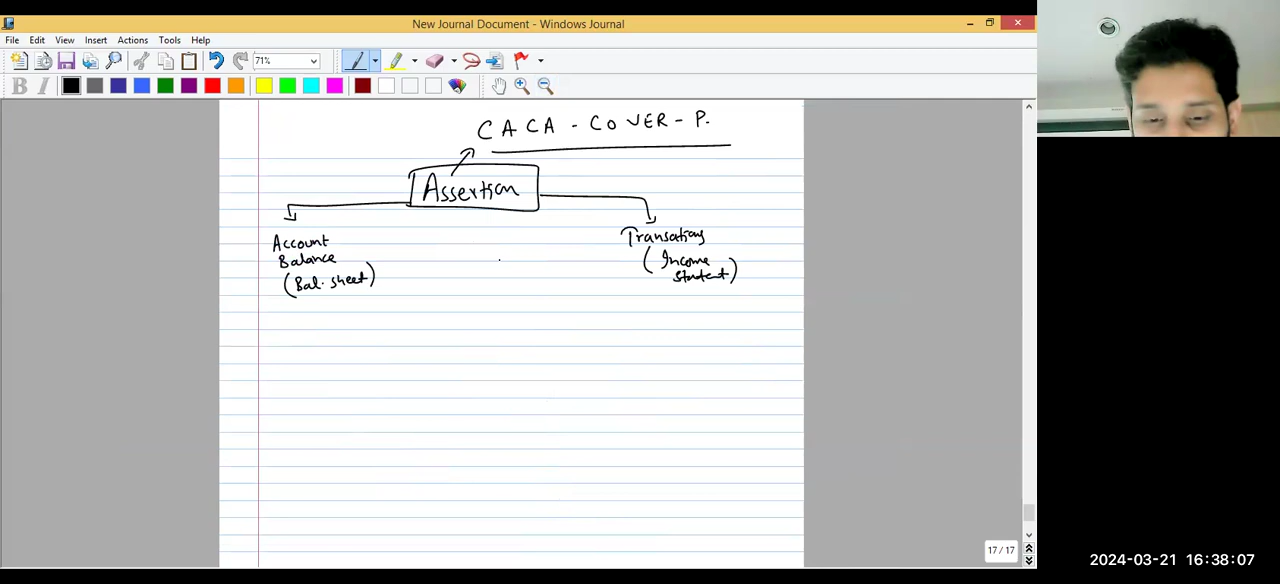 New Journal Document - Windows Journal
File Edit View Insert Actions Tools Help
71%
B I
CACA - COVER - P.
Assertion
Account
Balance
(Bal. sheet)
Transations
(Income
Statement)
17 / 17
2024-03-21 16:38:07